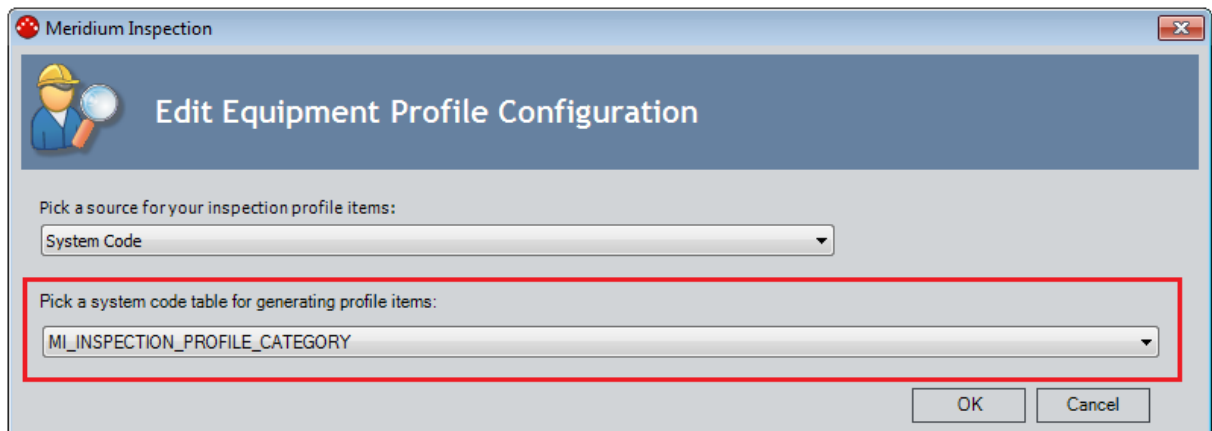 Meridium Inspection
Edit Equipment Profile Configuration
Pick a source for your inspection profile items:
System Code
Pick a system code table for generating profile items:
MI_INSPECTION_PROFILE_CATEGORY
OK
Cancel